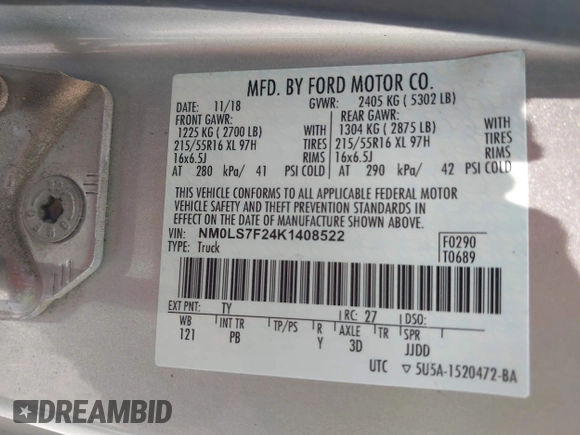 MFD. BY FORD MOTOR CO.
DATE: 11/18 GVWR: 2405 KG ( 5302 LB)
FRONT GAWR: REAR GAWR:
1225 KG ( 2700 LB) WITH 1304 KG ( 2875 LB) WITH
215/55R16 XL 97H TIRES 215/55R16 XL 97H TIRES
16x6.5J RIMS 16x6.5J RIMS
AT 280 kPa/ 41 PSI COLD AT 290 kPa/ 42 PSI COLD
THIS VEHICLE CONFORMS TO ALL APPLICABLE FEDERAL MOTOR
VEHICLE SAFETY AND THEFT PREVENTION STANDARDS IN
EFFECT ON THE DATE OF MANUFACTURE SHOWN ABOVE.
VIN: NM0LS7F24K1408522 F0290
TYPE: Truck T0689
EXT PNT: TY RC: 27 DSO:
WB INT TR TP/PS R AXLE TR SPR
121 PB Y 3D JJDD
UTC ▽ 5U5A-1520472-BA
DREAMBID